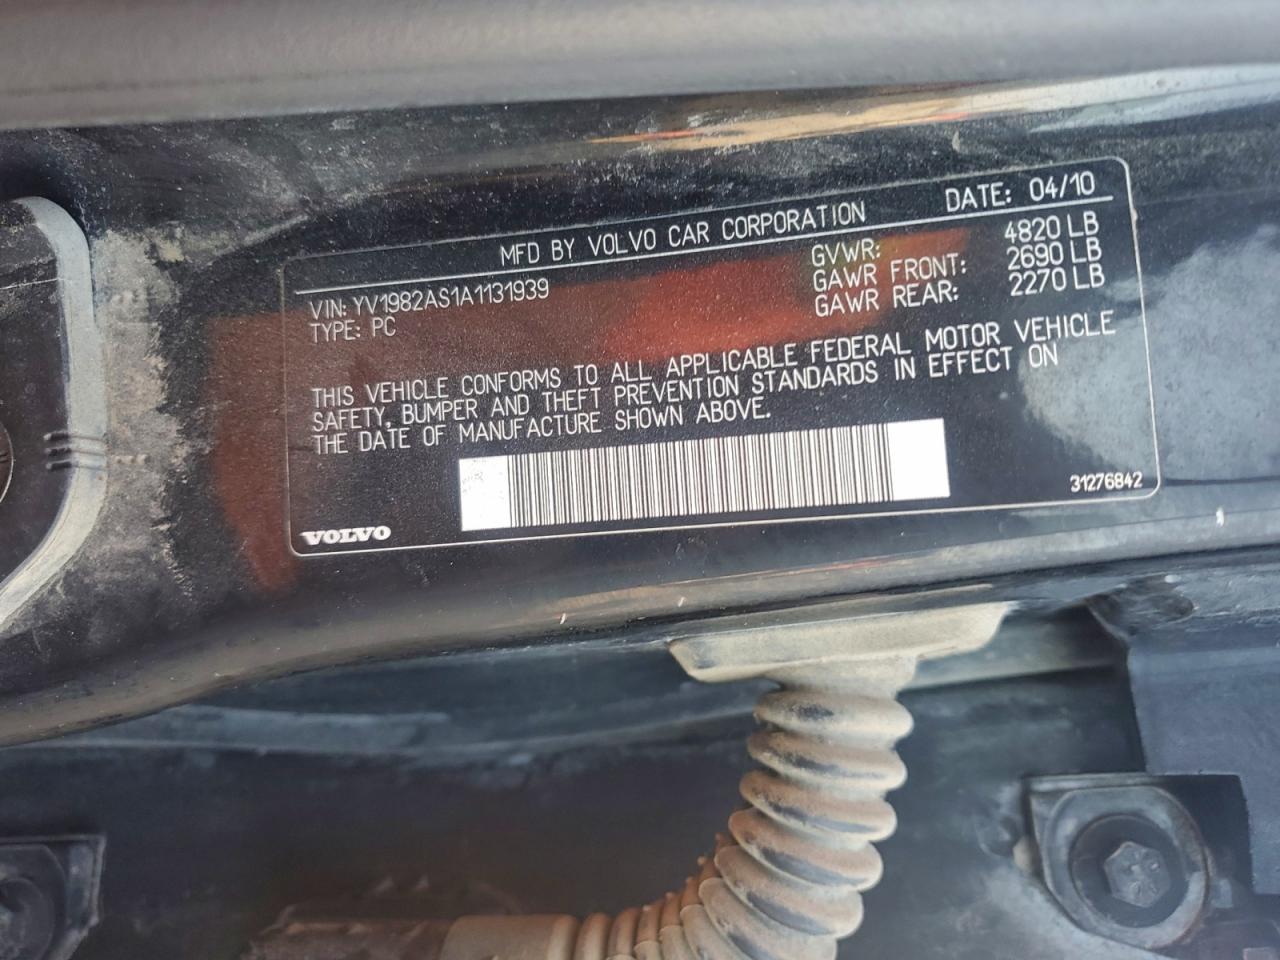 MFD BY VOLVO CAR CORPORATION DATE: 04/10
VIN: YV1982AS1A1131939 GVWR: 4820 LB
TYPE: PC GAWR FRONT: 2690 LB
GAWR REAR: 2270 LB
THIS VEHICLE CONFORMS TO ALL APPLICABLE FEDERAL MOTOR VEHICLE
SAFETY, BUMPER AND THEFT PREVENTION STANDARDS IN EFFECT ON
THE DATE OF MANUFACTURE SHOWN ABOVE.
31276842
VOLVO